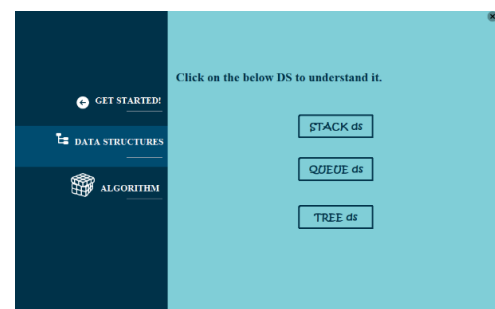 Click on the below DS to understand it.
GET STARTED!
STACK ds
DATA STRUCTURES
QUEUE ds
ALGORITHM
TREE ds